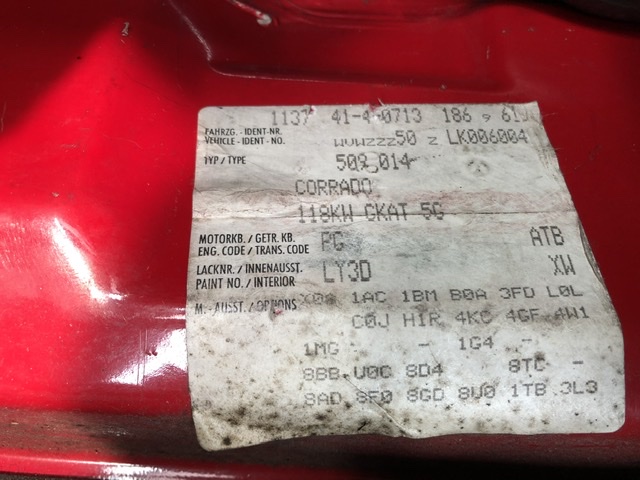 1137 41-4-0713 186 9 61
FAHRZG. - IDENT-NR.
VEHICLE - IDENT - NO. WVWZZZ50 Z LK006004
TYP / TYPE 509 014
CORRADO
118KW GKAT 5G
MOTORKB. / GETR. KB.
ENG. CODE / TRANS. CODE PG ATB
LACKNR. / INNENAUSST.
PAINT NO. / INTERIOR LY3D XW
M.- AUSST. / OPTIONS X0A 1AC 1BM B0A 3FD L0L
C0J H1R 4KC 4GF 4W1
1MG - 1G4 -
8BB U0C 8D4 8TC -
8AD 8F0 8GD 8U0 1TB 3L3